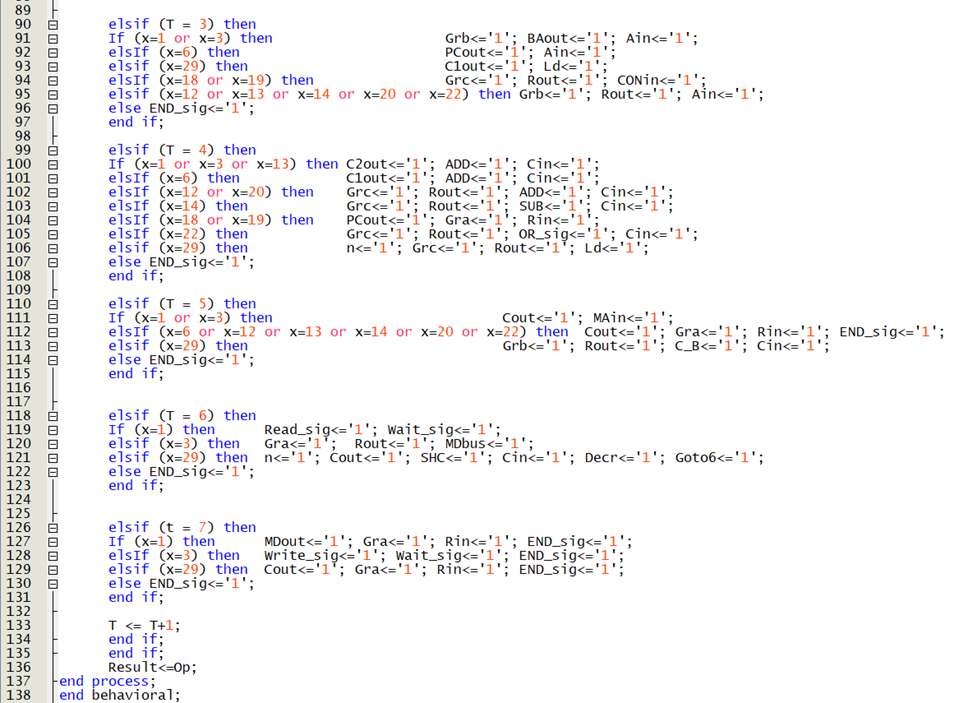 89
90 elsif (T = 3) then
91 If (x=1 or x=3) then Grb<='1'; BAout<='1'; Ain<='1';
92 elsIf (x=6) then PCout<='1'; Ain<='1';
93 elsif (x=29) then C1out<='1'; Ld<='1';
94 elsIf (x=18 or x=19) then Grc<='1'; Rout<='1'; CONin<='1';
95 elsif (x=12 or x=13 or x=14 or x=20 or x=22) then Grb<='1'; Rout<='1'; Ain<='1';
96 else END_sig<='1';
97 end if;
98
99 elsif (T = 4) then
100 If (x=1 or x=3 or x=13) then C2out<='1'; ADD<='1'; Cin<='1';
101 elsIf (x=6) then C1out<='1'; ADD<='1'; Cin<='1';
102 elsIf (x=12 or x=20) then Grc<='1'; Rout<='1'; ADD<='1'; Cin<='1';
103 elsIf (x=14) then Grc<='1'; Rout<='1'; SUB<='1'; Cin<='1';
104 elsIf (x=18 or x=19) then PCout<='1'; Gra<='1'; Rin<='1';
105 elsIf (x=22) then Grc<='1'; Rout<='1'; OR_sig<='1'; Cin<='1';
106 elsif (x=29) then n<='1'; Grc<='1'; Rout<='1'; Ld<='1';
107 else END_sig<='1';
108 end if;
109
110 elsif (T = 5) then
111 If (x=1 or x=3) then Cout<='1'; MAin<='1';
112 elsIf (x=6 or x=12 or x=13 or x=14 or x=20 or x=22) then Cout<='1'; Gra<='1'; Rin<='1'; END_sig<='1';
113 elsif (x=29) then Grb<='1'; Rout<='1'; C_B<='1'; Cin<='1';
114 else END_sig<='1';
115 end if;
116
117
118 elsif (T = 6) then
119 If (x=1) then Read_sig<='1'; Wait_sig<='1';
120 elsif (x=3) then Gra<='1'; Rout<='1'; MDbus<='1';
121 elsif (x=29) then n<='1'; Cout<='1'; SHC<='1'; Cin<='1'; Decr<='1'; Goto6<='1';
122 else END_sig<='1';
123 end if;
124
125
126 elsif (t = 7) then
127 If (x=1) then MDout<='1'; Gra<='1'; Rin<='1'; END_sig<='1';
128 elsIf (x=3) then Write_sig<='1'; Wait_sig<='1'; END_sig<='1';
129 elsif (x=29) then Cout<='1'; Gra<='1'; Rin<='1'; END_sig<='1';
130 else END_sig<='1';
131 end if;
132
133 T <= T+1;
134 end if;
135 end if;
136 Result<=Op;
137 end process;
138 end behavioral;